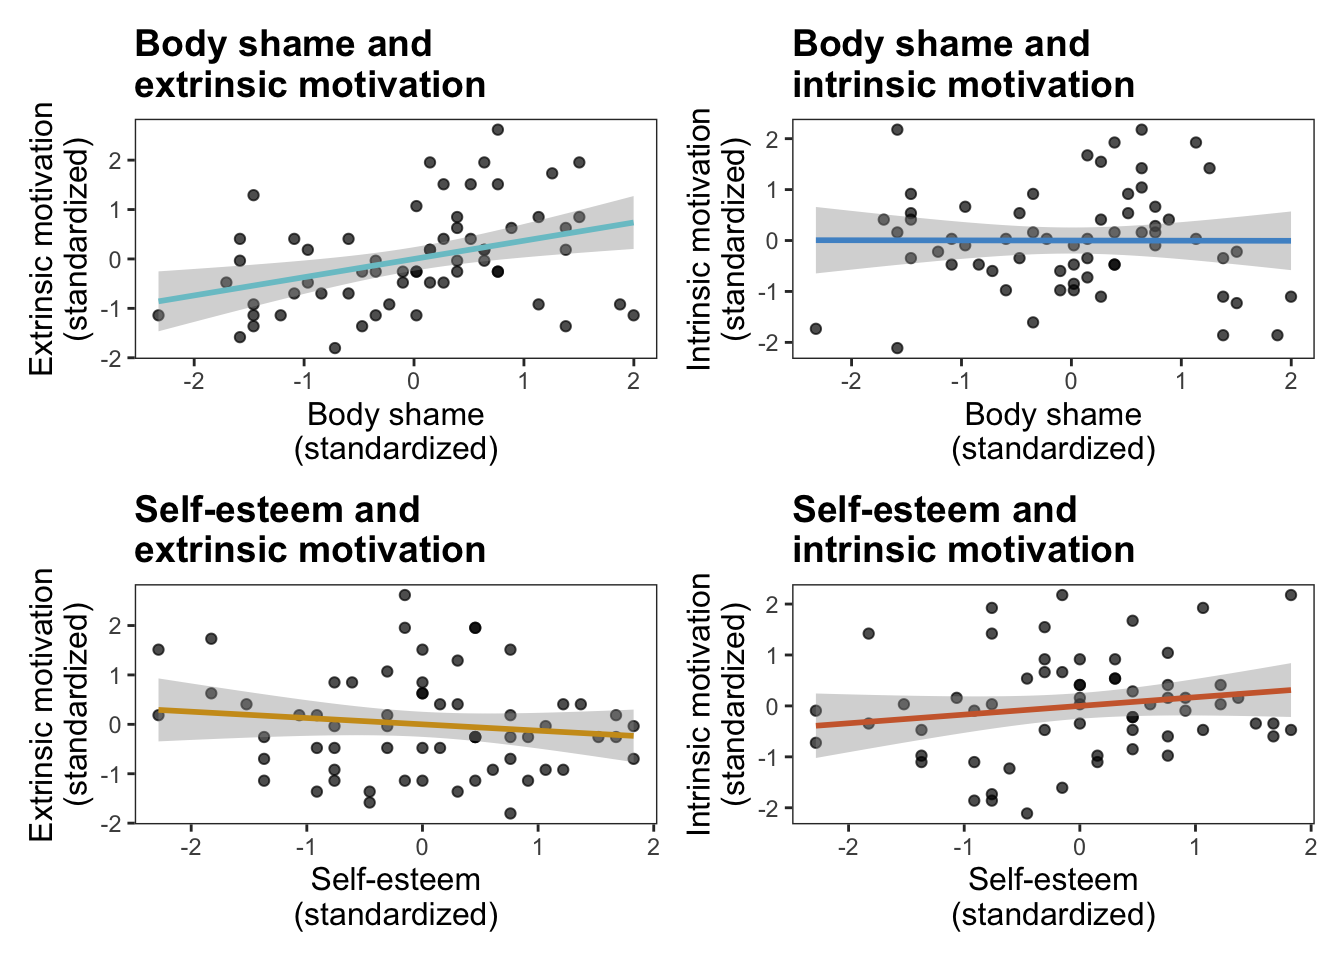 Body shame and
extrinsic motivation
Extrinsic motivation
(standardized)
2
1
0
-1
-2
-2
-1
0
1
2
Body shame
(standardized)
Body shame and
intrinsic motivation
Intrinsic motivation
(standardized)
2
1
0
-1
-2
-2
-1
0
1
2
Body shame
(standardized)
Self-esteem and
extrinsic motivation
Extrinsic motivation
(standardized)
2
1
0
-1
-2
-2
-1
0
1
2
Self-esteem
(standardized)
Self-esteem and
intrinsic motivation
Intrinsic motivation
(standardized)
2
1
0
-1
-2
-2
-1
0
1
2
Self-esteem
(standardized)